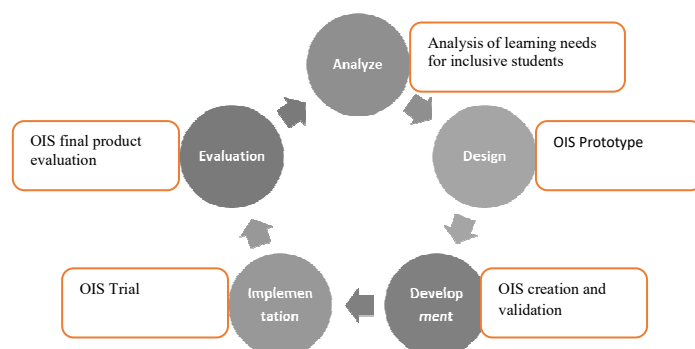 Analyze
Analysis of learning needs
for inclusive students
Design
OIS Prototype
Develop
ment
OIS creation and
validation
Implemen
tation
OIS Trial
Evaluation
OIS final product
evaluation